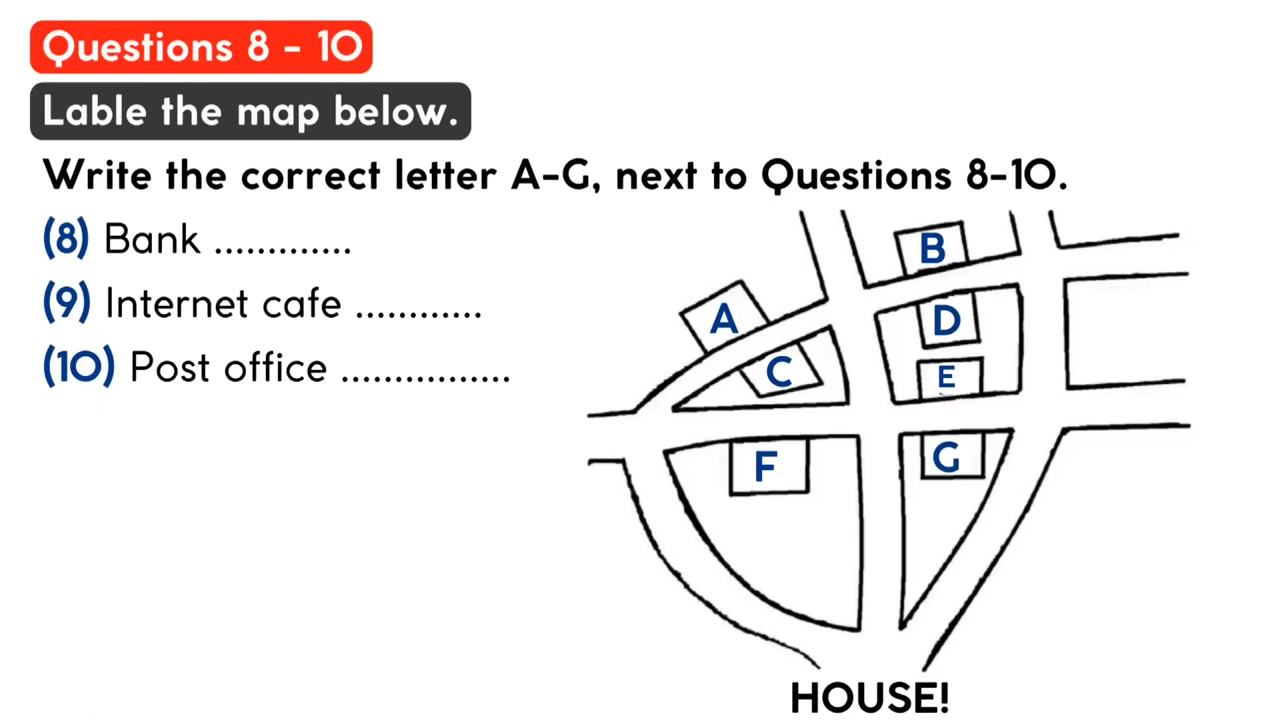 Questions 8 - 10
Lable the map below.
Write the correct letter A-G, next to Questions 8-10.
(8) Bank .............
(9) Internet cafe ............
(10) Post office ................
B
A
D
C
E
F
G
HOUSE!